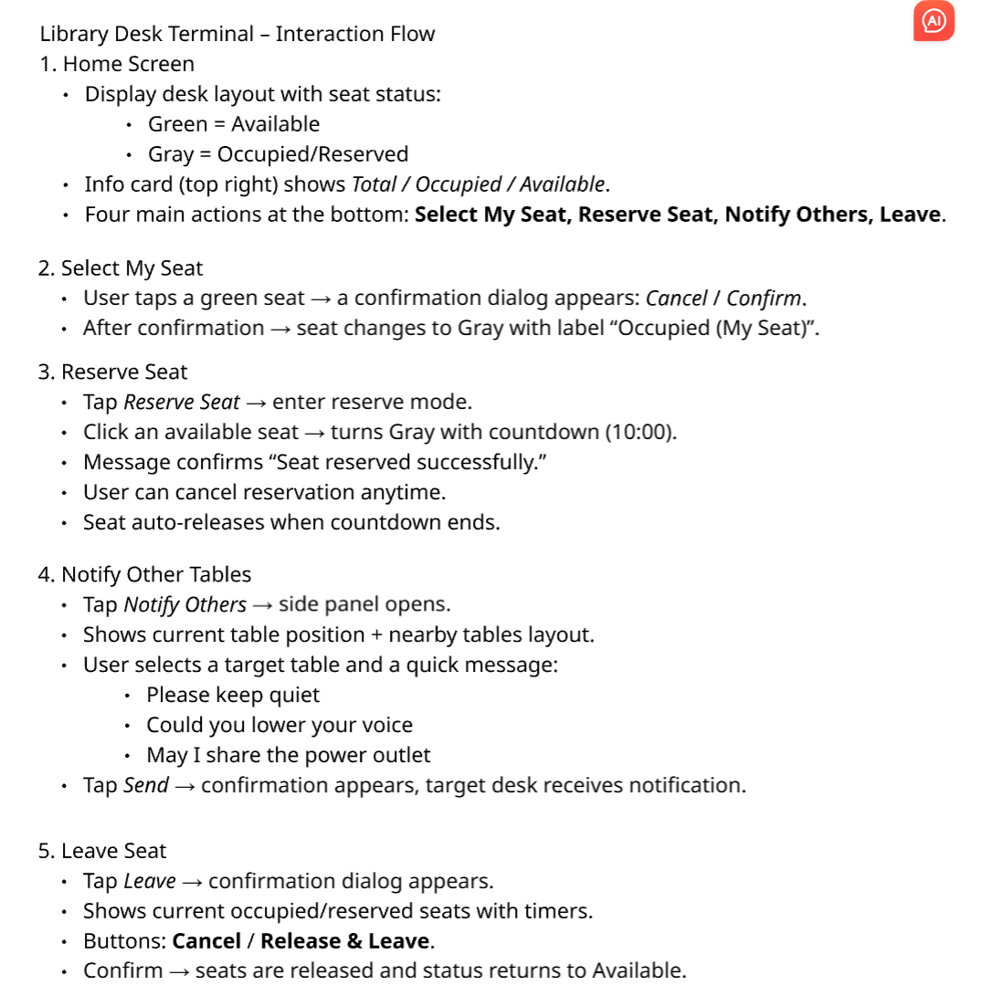 Library Desk Terminal – Interaction Flow
AI
1. Home Screen
• Display desk layout with seat status:
• Green = Available
• Gray = Occupied/Reserved
• Info card (top right) shows Total / Occupied / Available.
• Four main actions at the bottom: Select My Seat, Reserve Seat, Notify Others, Leave.
2. Select My Seat
• User taps a green seat → a confirmation dialog appears: Cancel / Confirm.
• After confirmation → seat changes to Gray with label “Occupied (My Seat)”.
3. Reserve Seat
• Tap Reserve Seat → enter reserve mode.
• Click an available seat → turns Gray with countdown (10:00).
• Message confirms “Seat reserved successfully.”
• User can cancel reservation anytime.
• Seat auto-releases when countdown ends.
4. Notify Other Tables
• Tap Notify Others → side panel opens.
• Shows current table position + nearby tables layout.
• User selects a target table and a quick message:
• Please keep quiet
• Could you lower your voice
• May I share the power outlet
• Tap Send → confirmation appears, target desk receives notification.
5. Leave Seat
• Tap Leave → confirmation dialog appears.
• Shows current occupied/reserved seats with timers.
• Buttons: Cancel / Release & Leave.
• Confirm → seats are released and status returns to Available.